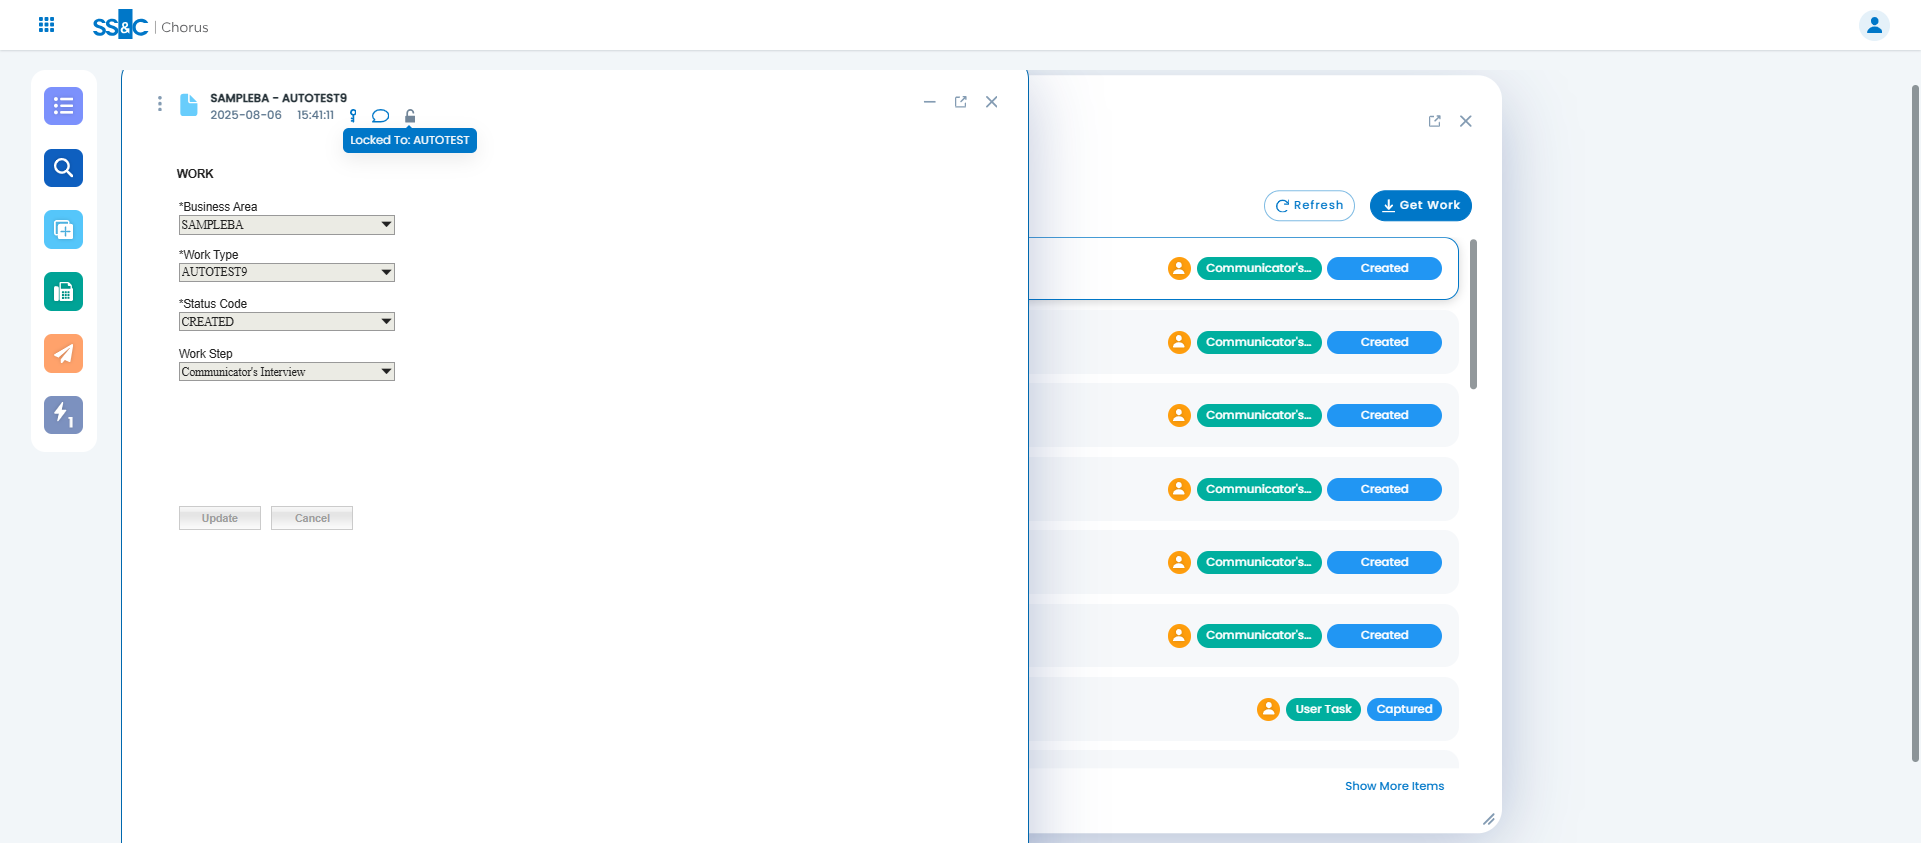 SS&C | Chorus
SAMPLEBA - AUTOTEST9
2025-08-06 15:41:11
Locked To: AUTOTEST
WORK
*Business Area
SAMPLEBA
*Work Type
AUTOTEST9
*Status Code
CREATED
Work Step
Communicator's Interview
Update Cancel
1
Refresh Get Work
Communicator's... Created
Communicator's... Created
Communicator's... Created
Communicator's... Created
Communicator's... Created
Communicator's... Created
User Task Captured
Show More Items